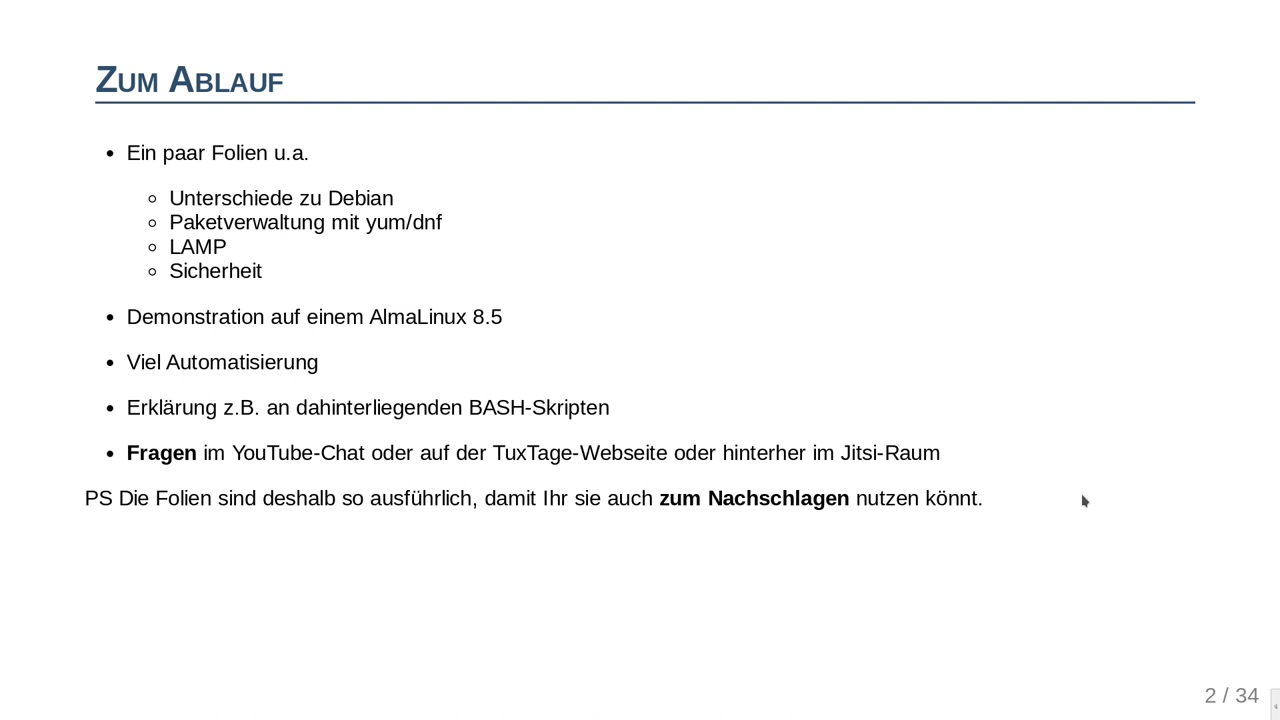 Zum Ablauf
• Ein paar Folien u.a.
◦ Unterschiede zu Debian
◦ Paketverwaltung mit yum/dnf
◦ LAMP
◦ Sicherheit
• Demonstration auf einem AlmaLinux 8.5
• Viel Automatisierung
• Erklärung z.B. an dahinterliegenden BASH-Skripten
• Fragen im YouTube-Chat oder auf der TuxTage-Webseite oder hinterher im Jitsi-Raum
PS Die Folien sind deshalb so ausführlich, damit Ihr sie auch zum Nachschlagen nutzen könnt.
2 / 34